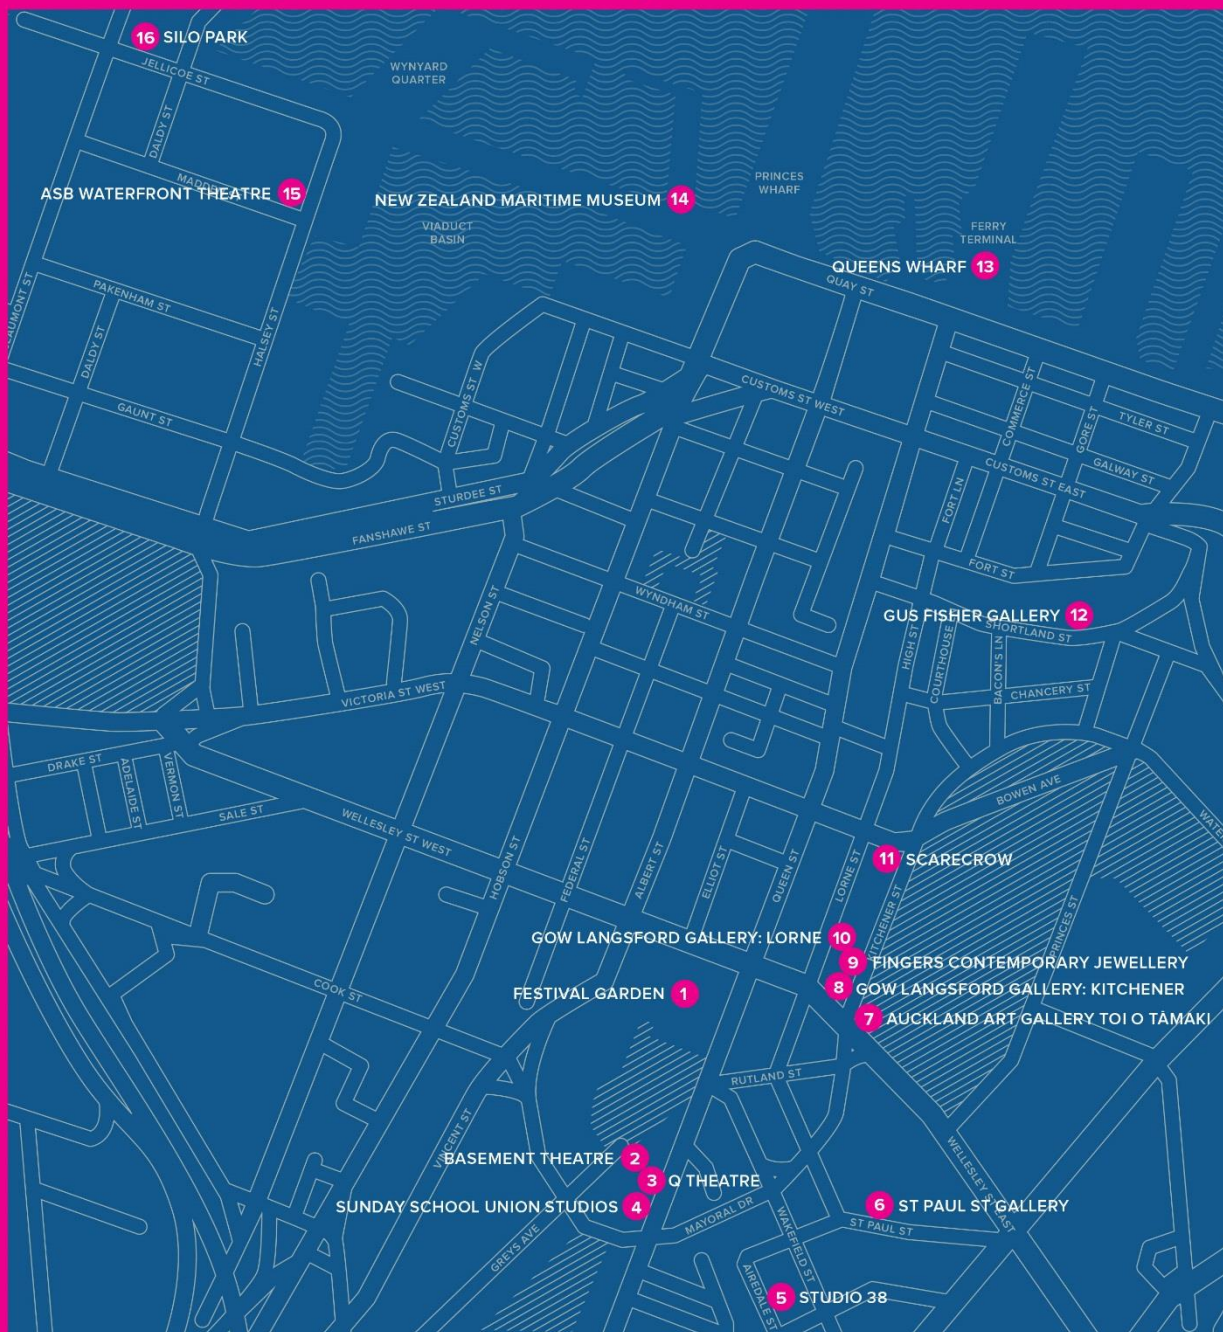 16 SILO PARK
JELLICOE ST
WYNYARD
QUARTER
DALDY ST
ASB WATERFRONT THEATRE 15
NEW ZEALAND MARITIME MUSEUM 14
PRINCES
WHARF
VIADUCT
BASIN
FERRY
TERMINAL
QUEENS WHARF 13
QUAY ST
PAKENHAM ST
DALDY ST
HALSEY ST
GAUNT ST
CUSTOMS ST W
CUSTOMS ST WEST
COMMERCE ST
GORE ST
TYLER ST
GALWAY ST
CUSTOMS ST EAST
FORT LN
STURDEE ST
FANSHAWE ST
FORT ST
NELSON ST
WYNDHAM ST
GUS FISHER GALLERY 12
SHORTLAND ST
HIGH ST
COURTHOUSE
BACON'S LN
CHANCERY ST
VICTORIA ST WEST
DRAKE ST
ADELAIDE ST
VERMON ST
SALE ST
WELLESLEY ST WEST
BOWEN AVE
HOBSON ST
FEDERAL ST
ALBERT ST
ELLIOT ST
QUEEN ST
LORNE ST
11 SCARECROW
PRINCES ST
GOW LANGSFORD GALLERY: LORNE 10
9 FINGERS CONTEMPORARY JEWELLERY
8 GOW LANGSFORD GALLERY: KITCHENER
FESTIVAL GARDEN 1
7 AUCKLAND ART GALLERY TOI O TĀMAKI
COOK ST
RUTLAND ST
VINCENT ST
BASEMENT THEATRE 2
3 Q THEATRE
SUNDAY SCHOOL UNION STUDIOS 4
WELLESLEY ST EAST
6 ST PAUL ST GALLERY
ST PAUL ST
MAYORAL DR
WAKEFIELD ST
GREYS AVE
AIREDALE ST
5 STUDIO 38